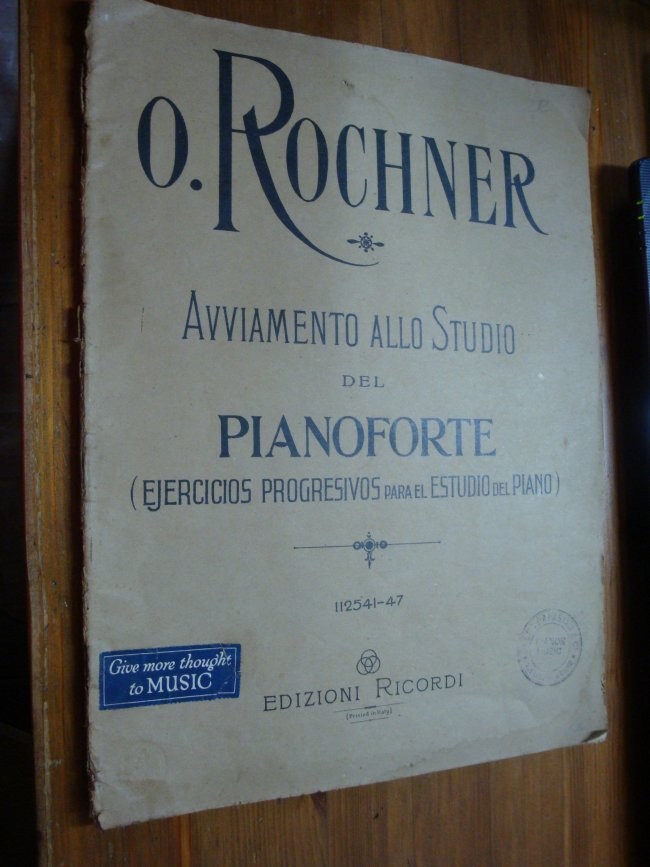 O. ROCHNER
AVVIAMENTO ALLO STUDIO
DEL
PIANOFORTE
(EJERCICIOS PROGRESIVOS PARA EL ESTUDIO DEL PIANO)
112541-47
Give more thought
to MUSIC
EDIZIONI RICORDI
(Printed in Italy)